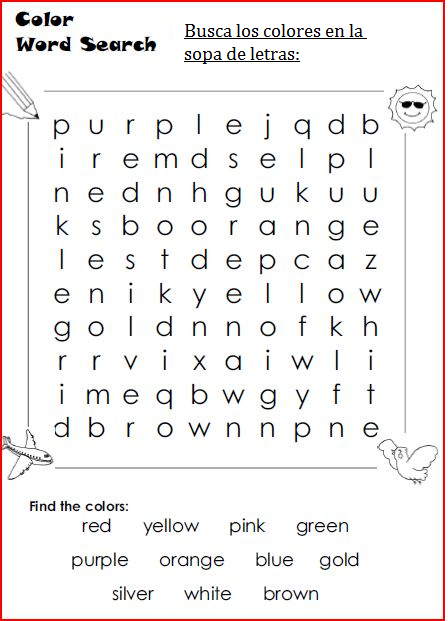 Color
Word Search
Busca los colores en la
sopa de letras:
p u r p l e j q d b
i r e m d s e l p l
n e d n h g u k u u
k s b o o r a n g e
l e s t d e p c a z
e n i k y e l l o w
g o l d n n o f k h
r r v i x a i w l i
i m e q b w g y f t
d b r o w n n p n e
Find the colors:
red yellow pink green
purple orange blue gold
silver white brown